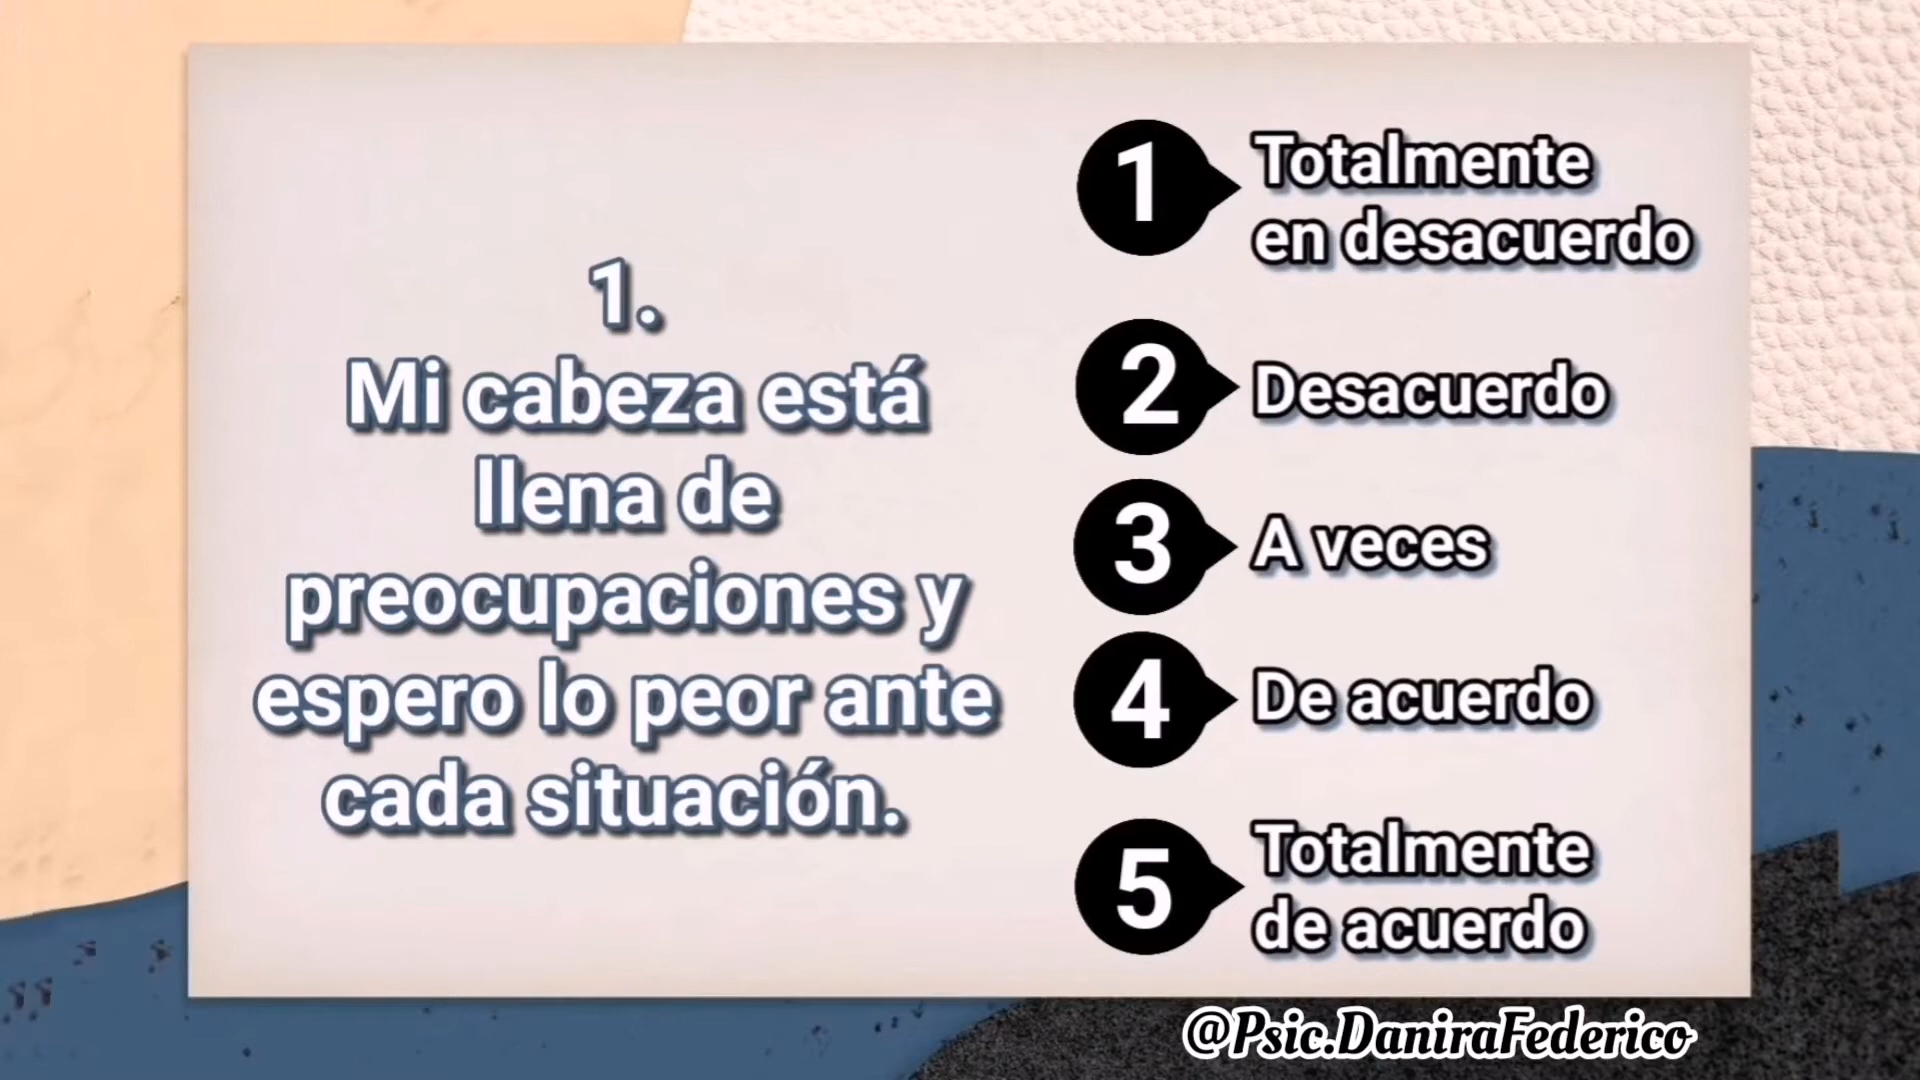 1.
Mi cabeza está
llena de
preocupaciones y
espero lo peor ante
cada situación.
1 Totalmente
en desacuerdo
2 Desacuerdo
3 A veces
4 De acuerdo
5 Totalmente
de acuerdo
@Psic.DaniraFederico